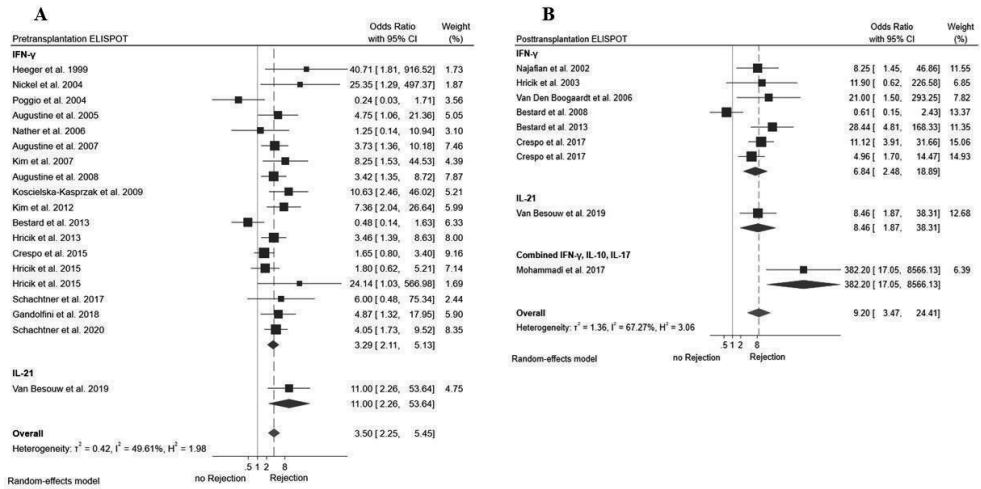 A
Pretransplantation ELISPOT Odds Ratio with 95% CI Weight (%)
IFN-γ
Heeger et al. 1999 40.71 [ 1.81, 916.52] 1.73
Nickel et al. 2004 25.35 [ 1.29, 497.37] 1.87
Poggio et al. 2004 0.24 [ 0.03, 1.71] 3.56
Augustine et al. 2005 4.75 [ 1.06, 21.36] 5.05
Nather et al. 2006 1.25 [ 0.14, 10.94] 3.10
Augustine et al. 2007 3.73 [ 1.36, 10.18] 7.46
Kim et al. 2007 8.25 [ 1.53, 44.53] 4.39
Augustine et al. 2008 3.42 [ 1.35, 8.72] 7.87
Koscielska-Kasprzak et al. 2009 10.63 [ 2.46, 46.02] 5.21
Kim et al. 2012 7.36 [ 2.04, 26.64] 5.99
Bestard et al. 2013 0.48 [ 0.14, 1.63] 6.33
Hricik et al. 2013 3.46 [ 1.39, 8.63] 8.00
Crespo et al. 2015 1.65 [ 0.80, 3.40] 9.16
Hricik et al. 2015 1.80 [ 0.62, 5.21] 7.14
Hricik et al. 2015 24.14 [ 1.03, 566.98] 1.69
Schachtner et al. 2017 6.00 [ 0.48, 75.34] 2.44
Gandolfini et al. 2018 4.87 [ 1.32, 17.95] 5.90
Schachtner et al. 2020 4.05 [ 1.73, 9.52] 8.35
3.29 [ 2.11, 5.13]
IL-21
Van Besouw et al. 2019 11.00 [ 2.26, 53.64] 4.75
11.00 [ 2.26, 53.64]
Overall 3.50 [ 2.25, 5.45]
Heterogeneity: τ² = 0.42, I² = 49.61%, H² = 1.98
.5 1 2 8
no Rejection Rejection
Random-effects model
B
Posttransplantation ELISPOT Odds Ratio with 95% CI Weight (%)
IFN-γ
Najafian et al. 2002 8.25 [ 1.45, 46.86] 11.55
Hricik et al. 2003 11.90 [ 0.62, 226.58] 6.85
Van Den Boogaardt et al. 2006 21.00 [ 1.50, 293.25] 7.82
Bestard et al. 2008 0.61 [ 0.15, 2.43] 13.37
Bestard et al. 2013 28.44 [ 4.81, 168.33] 11.35
Crespo et al. 2017 11.12 [ 3.91, 31.66] 15.06
Crespo et al. 2017 4.96 [ 1.70, 14.47] 14.93
6.84 [ 2.48, 18.89]
IL-21
Van Besouw et al. 2019 8.46 [ 1.87, 38.31] 12.68
8.46 [ 1.87, 38.31]
Combined IFN-γ, IL-10, IL-17
Mohammadi et al. 2017 382.20 [ 17.05, 8566.13] 6.39
382.20 [ 17.05, 8566.13]
Overall 9.20 [ 3.47, 24.41]
Heterogeneity: τ² = 1.36, I² = 67.27%, H² = 3.06
.5 1 2 8
no Rejection Rejection
Random-effects model